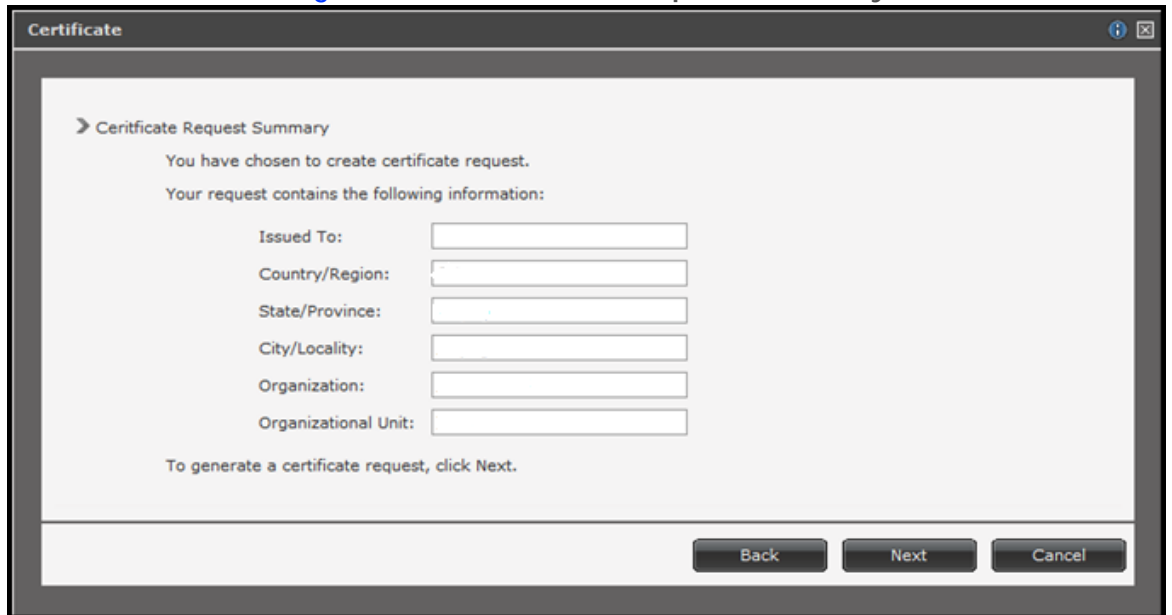 Certificate
Ceritficate Request Summary
You have chosen to create certificate request.
Your request contains the following information:
Issued To:
Country/Region:
State/Province:
City/Locality:
Organization:
Organizational Unit:
To generate a certificate request, click Next.
Back Next Cancel